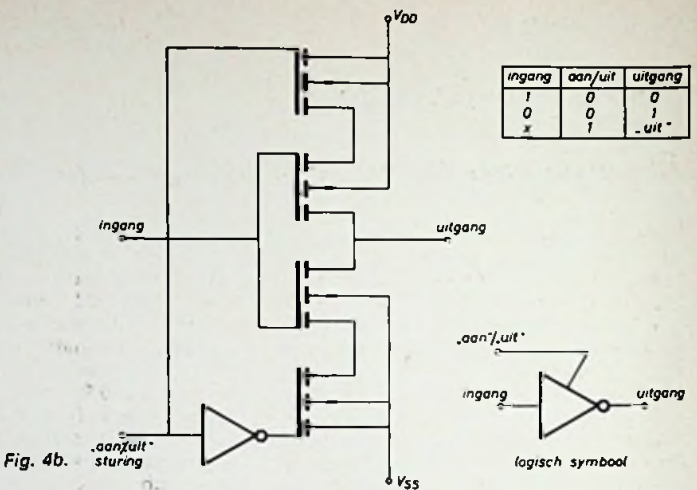 VDD
ingang aan/uit uitgang
1 0 0
0 0 1
x 1 „uit"
ingang
uitgang
„aan/uit"
sturing
Fig. 4b.
„aan"/„uit"
ingang
uitgang
logisch symbool
VSS